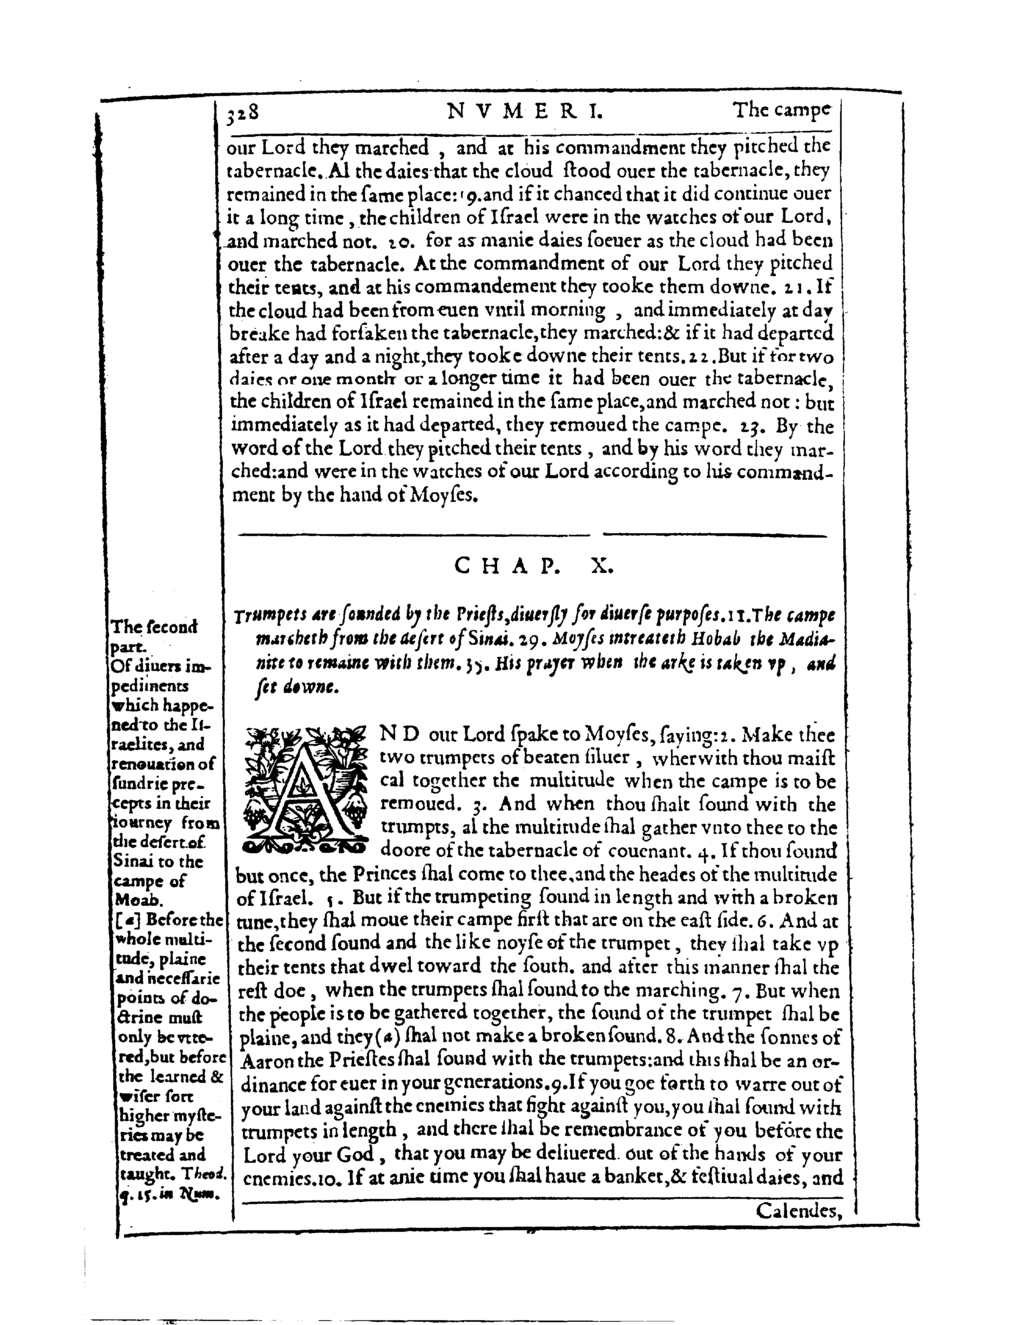 328 NVMERI. The campe
our Lord they marched , and at his commandment they pitched the
tabernacle. Al the daies that the cloud ſtood ouer the tabernacle, they
remained in the ſame place: 19. and if it chanced that it did continue ouer
it a long time , the children of Iſrael were in the watches of our Lord,
and marched not. 20. for as manie daies ſoeuer as the cloud had been
ouer the tabernacle. At the commandment of our Lord they pitched
their tents, and at his commandement they tooke them downe. 21. If
the cloud had been from euen vntil morning , and immediately at day
breake had forſaken the tabernacle, they marched: & if it had departed
after a day and a night, they tooke downe their tents. 22. But if for two
daies or one month or a longer time it had been ouer the tabernacle,
the children of Iſrael remained in the ſame place, and marched not : but
immediately as it had departed, they remoued the campe. 23. By the
word of the Lord they pitched their tents , and by his word they mar-
ched: and were in the watches of our Lord according to his command-
ment by the hand of Moyſes.
CHAP. X.
Trumpets are ſounded by the Prieſts, diuerſly for diuerſe purpoſes. 11. The campe
marcheth from the deſert of Sinai. 29. Moyſes intreateth Hobab the Madia-
nite to remaine with them. 35. His prayer when the arke is taken vp , and
ſet downe.
AND our Lord ſpake to Moyſes, ſaying: 2. Make thee
two trumpets of beaten ſiluer , wherwith thou maiſt
cal together the multitude when the campe is to be
remoued. 3. And when thou ſhalt ſound with the
trumpts, al the multitude ſhal gather vnto thee to the
doore of the tabernacle of couenant. 4. If thou ſound
but once, the Princes ſhal come to thee, and the heades of the multitude
of Iſrael. 5. But if the trumpeting ſound in length and with a broken
tune, they ſhal moue their campe firſt that are on the eaſt ſide. 6. And at
the ſecond ſound and the like noyſe of the trumpet , they ſhal take vp
their tents that dwel toward the ſouth. and after this manner ſhal the
reſt doe , when the trumpets ſhal ſound to the marching. 7. But when
the people is to be gathered together, the ſound of the trumpet ſhal be
plaine, and they (a) ſhal not make a broken ſound. 8. And the ſonnes of
Aaron the Prieſtes ſhal ſound with the trumpets: and this ſhal be an or-
dinance for euer in your generations. 9. If you goe forth to warre out of
your land againſt the enemies that fight againſt you, you ſhal ſound with
trumpets in length , and there ſhal be remembrance of you before the
Lord your God , that you may be deliuered out of the hands of your
enemies. 10. If at anie time you ſhal haue a banket, & feſtiual daies, and
Calendes,
The ſecond
part.
Of diuers im-
pediments
which happe-
ned to the Iſ-
raelites, and
renouation of
ſundrie pre-
cepts in their
iourney from
the deſert of
Sinai to the
campe of
Moab.
[a] Before the
whole multi-
tude, plaine
and neceſſarie
points of do-
ctrine muſt
only be vtte-
red, but before
the learned &
wiſer ſort
higher myſte-
ries may be
treated and
taught. Theod.
q. 15. in Num.